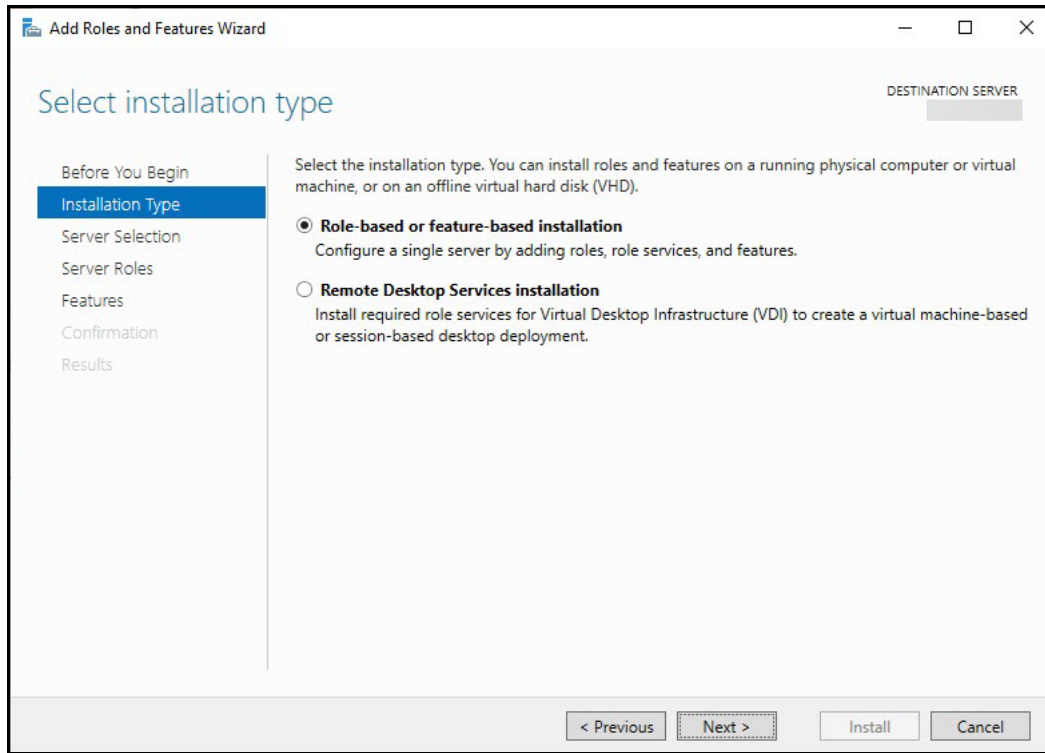 Add Roles and Features Wizard
Select installation type
DESTINATION SERVER
Before You Begin
Installation Type
Server Selection
Server Roles
Features
Confirmation
Results
Select the installation type. You can install roles and features on a running physical computer or virtual
machine, or on an offline virtual hard disk (VHD).
Role-based or feature-based installation
Configure a single server by adding roles, role services, and features.
Remote Desktop Services installation
Install required role services for Virtual Desktop Infrastructure (VDI) to create a virtual machine-based
or session-based desktop deployment.
< Previous
Next >
Install
Cancel